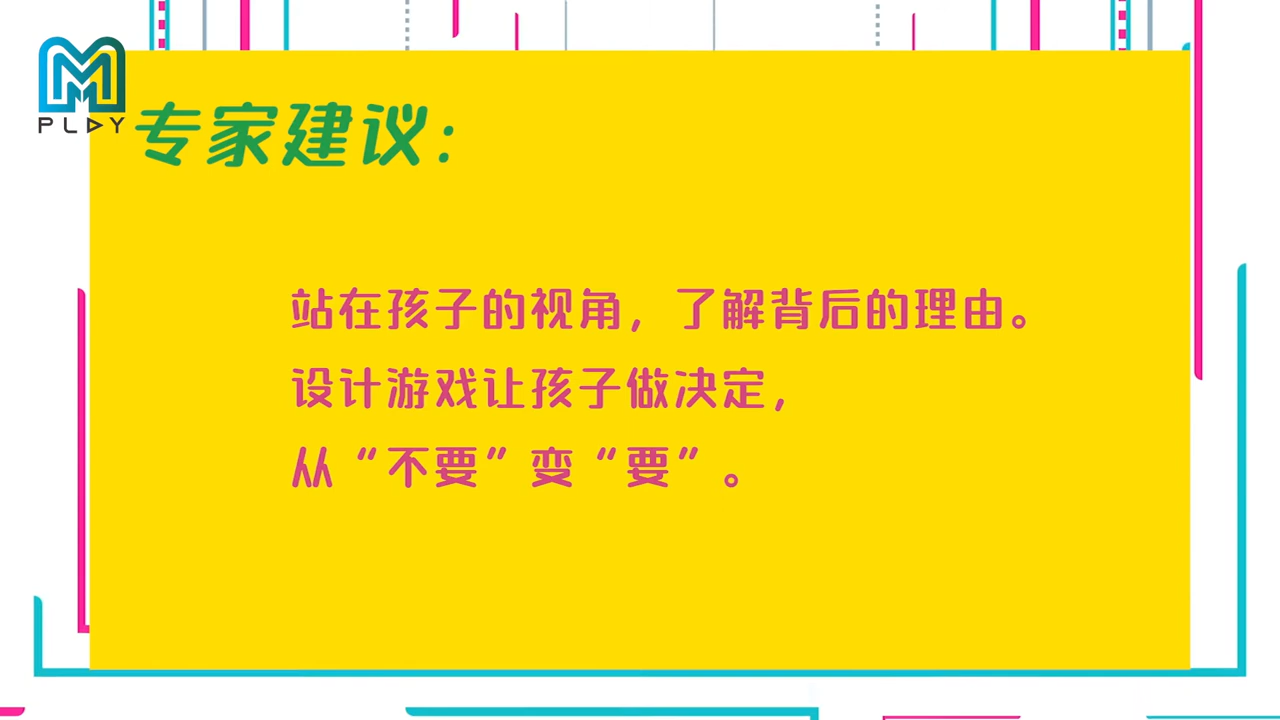 M
PLAY
专家建议：
站在孩子的视角，了解背后的理由。
设计游戏让孩子做决定，
从“不要”变“要”。